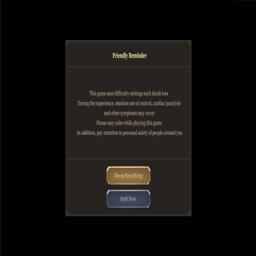 Friendly Reminder
This game uses difficulty settings such death loss
During the experience, emotion out of control, cardiac paralysis
and other symptoms may occur
Please stay calm while playing this game
In addition, pay attention to personal safety of people around you
Deep Breathing
Quit Now